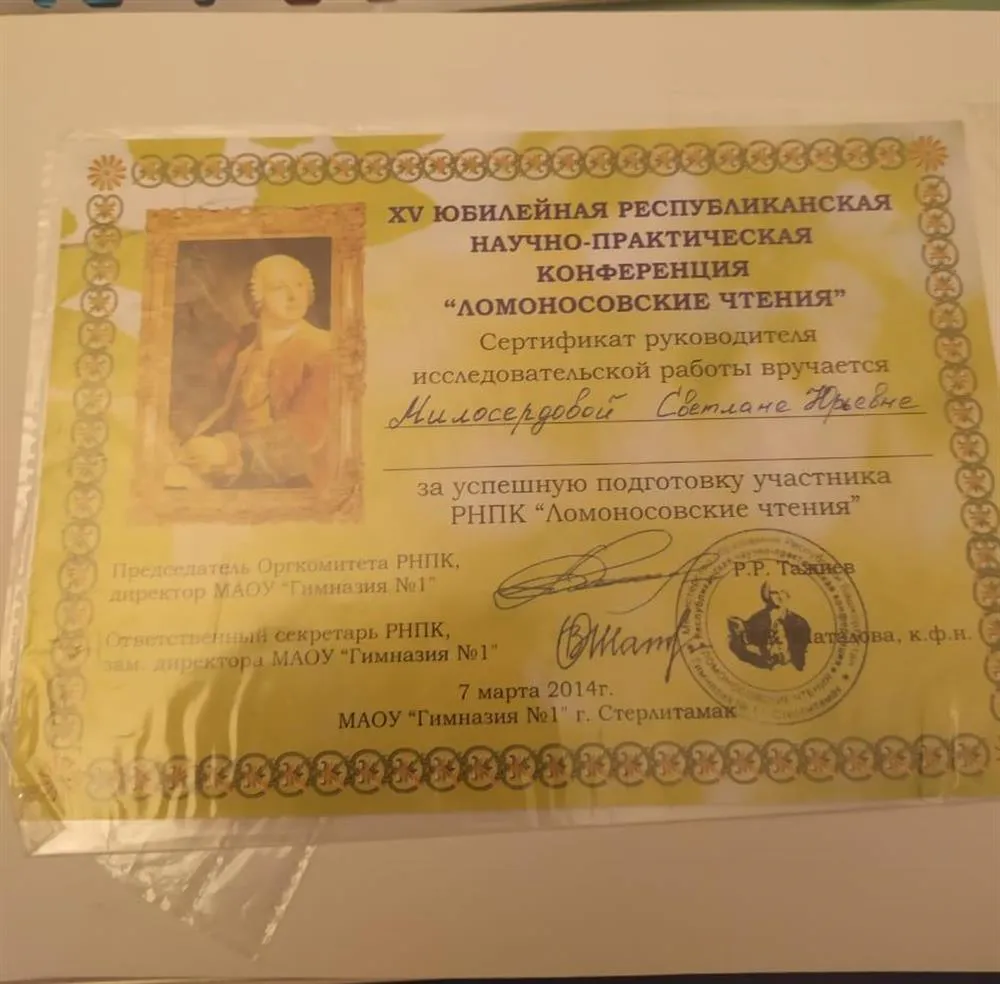 XV ЮБИЛЕЙНАЯ РЕСПУБЛИКАНСКАЯ
НАУЧНО-ПРАКТИЧЕСКАЯ
КОНФЕРЕНЦИЯ
“ЛОМОНОСОВСКИЕ ЧТЕНИЯ”
Сертификат руководителя
исследовательской работы вручается
Милосердовой Светлане Юрьевне
за успешную подготовку участника
РНПК “Ломоносовские чтения”
Председатель Оргкомитета РНПК,
директор МАОУ “Гимназия №1”
Р.Р. Тажиев
Ответственный секретарь РНПК,
зам. директора МАОУ “Гимназия №1”
к.ф.н.
7 марта 2014г.
МАОУ “Гимназия №1” г. Стерлитамак